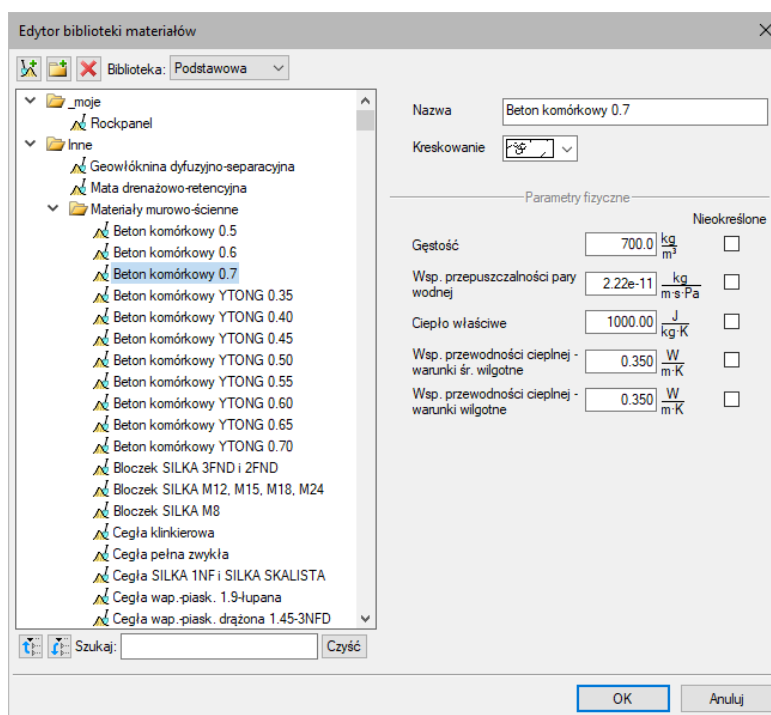 Edytor biblioteki materiałów
Biblioteka: Podstawowa
_moje
Rockpanel
Inne
Geowłóknina dyfuzyjno-separacyjna
Mata drenażowo-retencyjna
Materiały murowo-ścienne
Beton komórkowy 0.5
Beton komórkowy 0.6
Beton komórkowy 0.7
Beton komórkowy YTONG 0.35
Beton komórkowy YTONG 0.40
Beton komórkowy YTONG 0.45
Beton komórkowy YTONG 0.50
Beton komórkowy YTONG 0.55
Beton komórkowy YTONG 0.60
Beton komórkowy YTONG 0.65
Beton komórkowy YTONG 0.70
Bloczek SILKA 3FND i 2FND
Bloczek SILKA M12, M15, M18, M24
Bloczek SILKA M8
Cegła klinkierowa
Cegła pełna zwykła
Cegła SILKA 1NF i SILKA SKALISTA
Cegła wap.-piask. 1.9-łupana
Cegła wap.-piask. drążona 1.45-3NFD
Szukaj: Czyść
Nazwa Beton komórkowy 0.7
Kreskowanie
Parametry fizyczne
Nieokreślone
Gęstość 700.0 kg/m³
Wsp. przepuszczalności pary
wodnej 2.22e-11 kg/m·s·Pa
Ciepło właściwe 1000.00 J/kg·K
Wsp. przewodności cieplnej -
warunki śr. wilgotne 0.350 W/m·K
Wsp. przewodności cieplnej -
warunki wilgotne 0.350 W/m·K
OK Anuluj